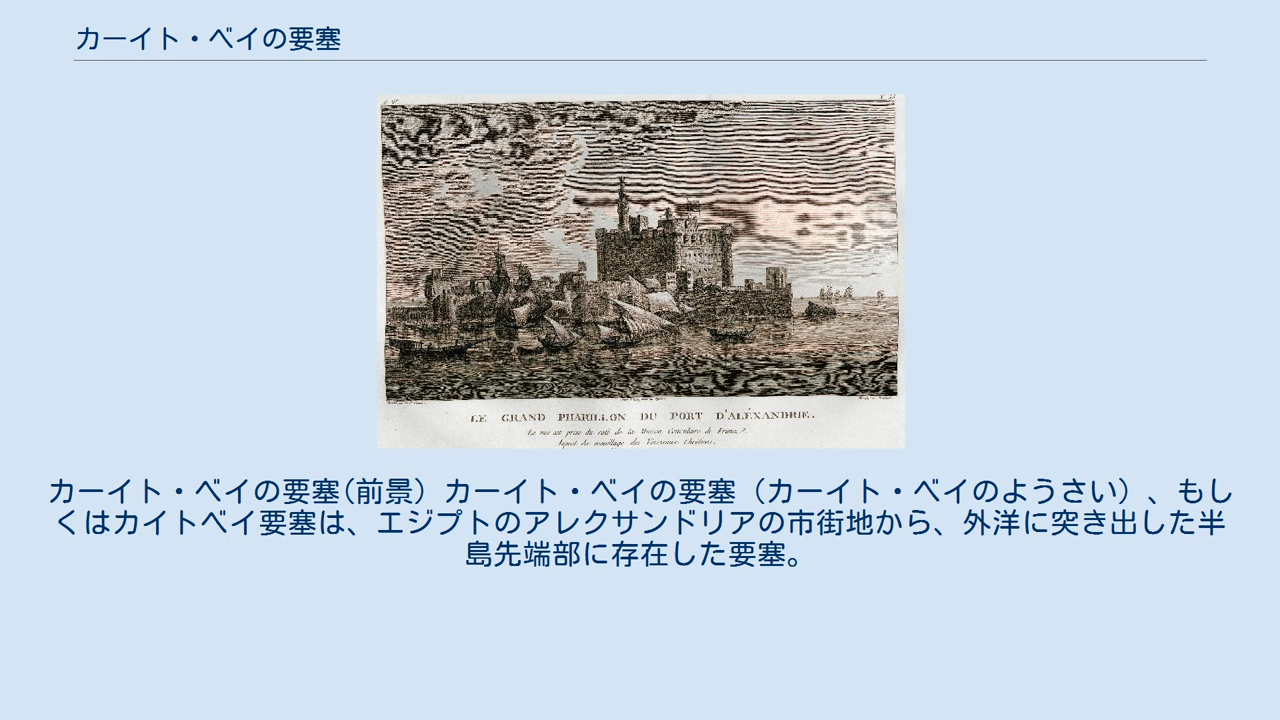 カーイト・ベイの要塞
LE GRAND PHARILLON DU PORT D'ALÉXANDRIE.
カーイト・ベイの要塞(前景）カーイト・ベイの要塞（カーイト・ベイのようさい）、もし
くはカイトベイ要塞は、エジプトのアレクサンドリアの市街地から、外洋に突き出した半
島先端部に存在した要塞。